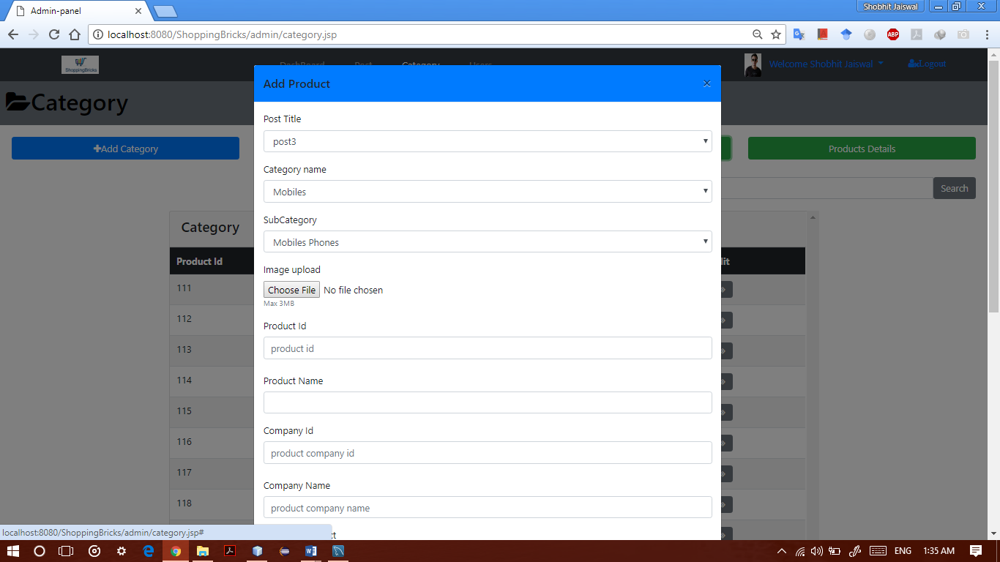 Admin-panel
Shobhit Jaiswal
localhost:8080/ShoppingBricks/admin/category.jsp
ABP
ShoppingBricks
DashBoard Post Category Users
Welcome Shobhit Jaiswal
Logout
Category
Add Product
×
Post Title
post3
+Add Category
Products Details
Category name
Mobiles
Search
SubCategory
Mobiles Phones
Category
Product Id
Image upload
Choose File No file chosen
Max 3MB
111
112
113
114
115
116
117
118
»
»
»
»
»
»
»
»
Product Id
product id
Product Name
Company Id
product company id
Company Name
product company name
localhost:8080/ShoppingBricks/admin/category.jsp#
ENG
1:35 AM